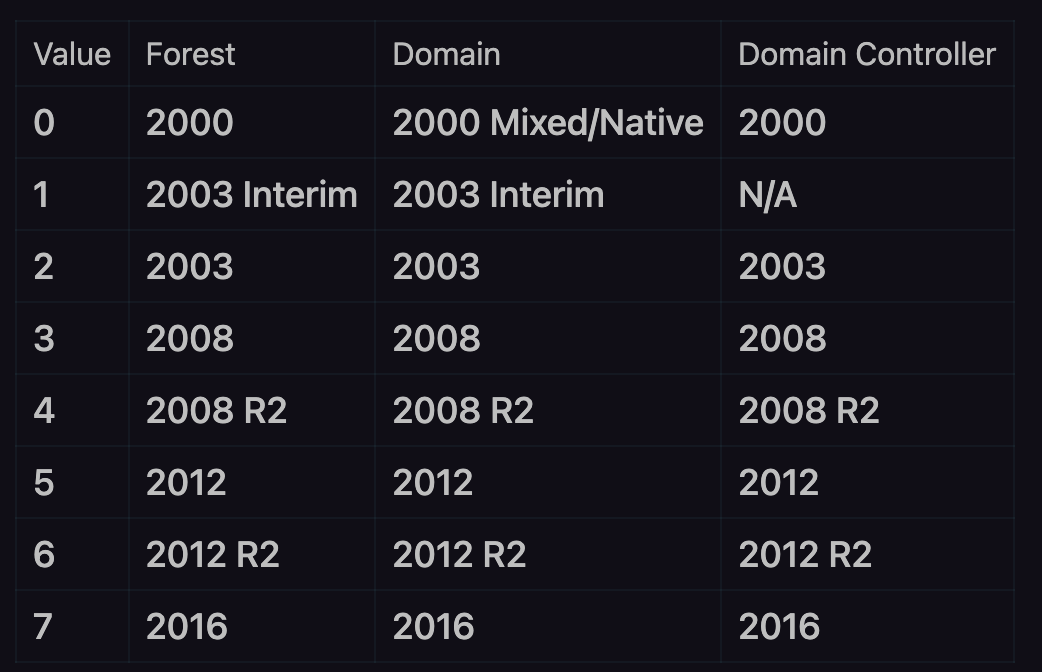 Value Forest Domain Domain Controller
0 2000 2000 Mixed/Native 2000
1 2003 Interim 2003 Interim N/A
2 2003 2003 2003
3 2008 2008 2008
4 2008 R2 2008 R2 2008 R2
5 2012 2012 2012
6 2012 R2 2012 R2 2012 R2
7 2016 2016 2016